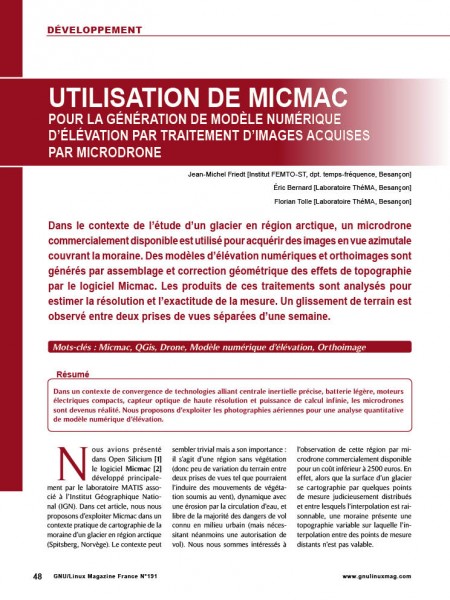 DÉVELOPPEMENT
UTILISATION DE MICMAC
POUR LA GÉNÉRATION DE MODÈLE NUMÉRIQUE
D'ÉLÉVATION PAR TRAITEMENT D'IMAGES ACQUISES
PAR MICRODRONE
Jean-Michel Friedt [Institut FEMTO-ST, dpt. temps-fréquence, Besançon]
Éric Bernard [Laboratoire ThéMA, Besançon]
Florian Tolle [Laboratoire ThéMA, Besançon]
Dans le contexte de l'étude d'un glacier en région arctique, un microdrone
commercialement disponible est utilisé pour acquérir des images en vue azimutale
couvrant la moraine. Des modèles d'élévation numériques et orthoimages sont
générés par assemblage et correction géométrique des effets de topographie
par le logiciel Micmac. Les produits de ces traitements sont analysés pour
estimer la résolution et l'exactitude de la mesure. Un glissement de terrain est
observé entre deux prises de vues séparées d'une semaine.
Mots-clés : Micmac, QGis, Drone, Modèle numérique d'élévation, Orthoimage
Résumé
Dans un contexte de convergence de technologies alliant centrale inertielle précise, batterie légère, moteurs
électriques compacts, capteur optique de haute résolution et puissance de calcul infinie, les microdrones
sont devenus réalité. Nous proposons d'exploiter les photographies aériennes pour une analyse quantitative
de modèle numérique d'élévation.
Nous avions présenté
dans Open Silicium [1]
le logiciel Micmac [2]
développé principale-
ment par le laboratoire MATIS asso-
cié à l'Institut Géographique Natio-
nal (IGN). Dans cet article, nous nous
proposons d'exploiter Micmac dans un
contexte pratique de cartographie de la
moraine d'un glacier en région arctique
(Spitsberg, Norvège). Le contexte peut
sembler trivial mais a son importance :
il s'agit d'une région sans végétation
(donc peu de variation du terrain entre
deux prises de vues tel que pourraient
l'induire des mouvements de végéta-
tion soumis au vent), dynamique avec
une érosion par la circulation d'eau, et
libre de la majorité des dangers de vol
connu en milieu urbain (mais néces-
sitant néanmoins une autorisation de
vol). Nous nous sommes intéressés à
l'observation de cette région par mi-
crodrone commercialement disponible
pour un coût inférieur à 2500 euros. En
effet, alors que la surface d'un glacier
se cartographie par quelques points
de mesure judicieusement distribués
et entre lesquels l'interpolation est rai-
sonnable, une moraine présente une
topographie variable sur laquelle l'in-
terpolation entre des points de mesure
distants n'est pas valable.
48 GNU/Linux Magazine France N°191 www.gnulinuxmag.com